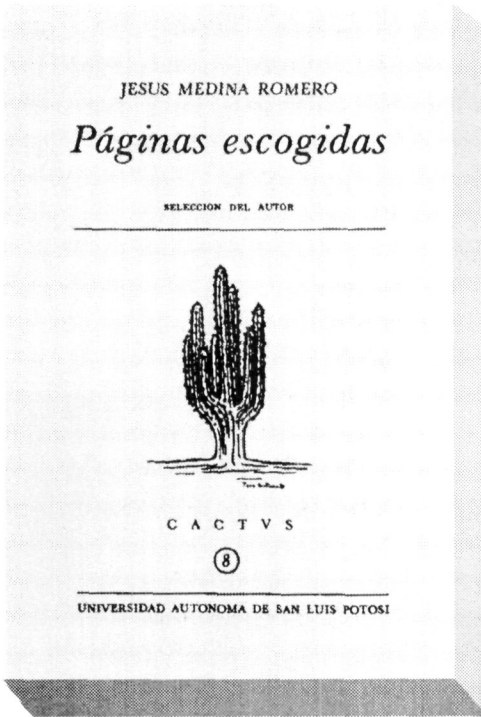 JESUS MEDINA ROMERO
Páginas escogidas
SELECCION DEL AUTOR
CACTVS
8
UNIVERSIDAD AUTONOMA DE SAN LUIS POTOSI